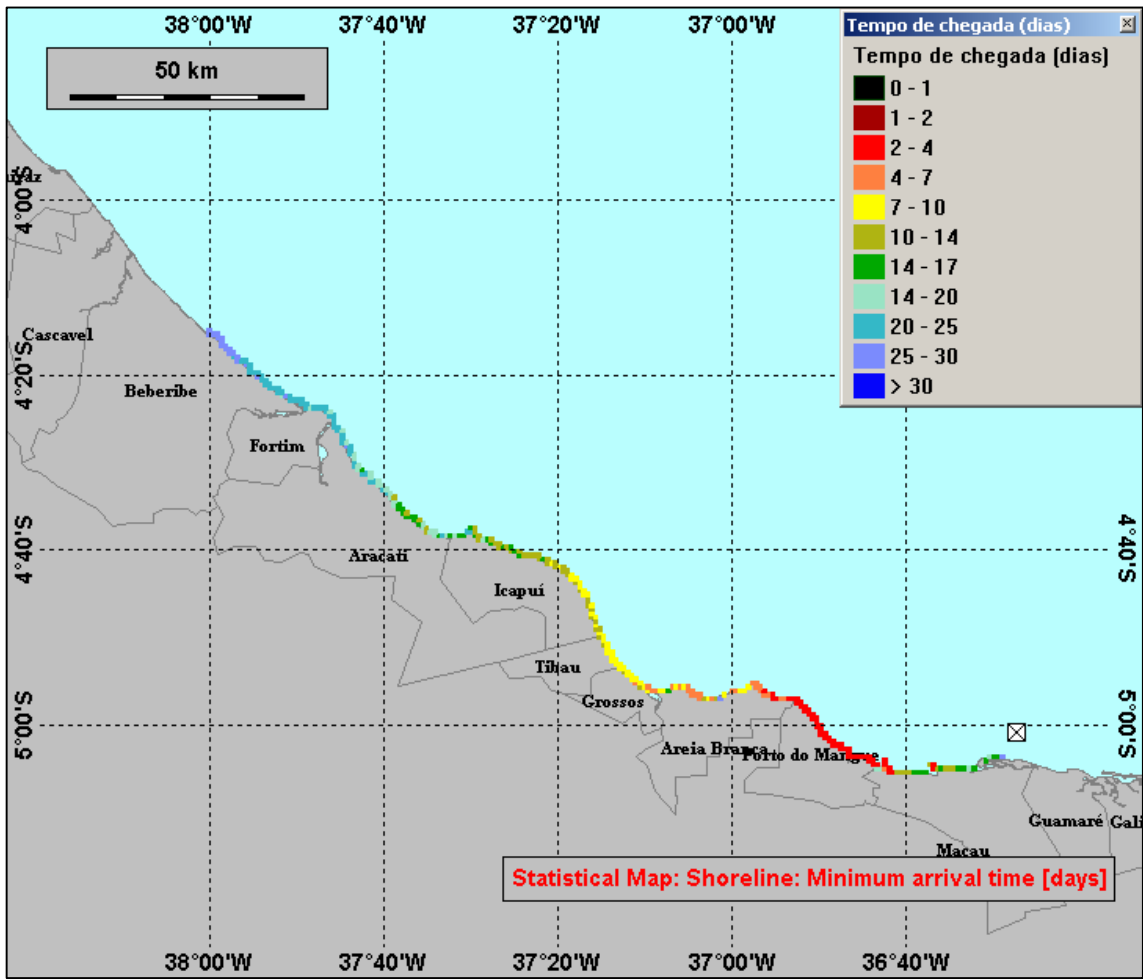 38°00'W 37°40'W 37°20'W 37°00'W
Tempo de chegada (dias)
Tempo de chegada (dias)
0 - 1
1 - 2
2 - 4
4 - 7
7 - 10
10 - 14
14 - 17
14 - 20
20 - 25
25 - 30
> 30
50 km
4°00'S
Cascavel
4°20'S
Beberibe
Fortim
4°40'S
4°40'S
Aracati
Icapuí
Tibau
Grossos
5°00'S
5°00'S
Areia Branca
Porto do Mangue
Guamaré
Gali
Macau
Statistical Map: Shoreline: Minimum arrival time [days]
38°00'W 37°40'W 37°20'W 37°00'W 36°40'W